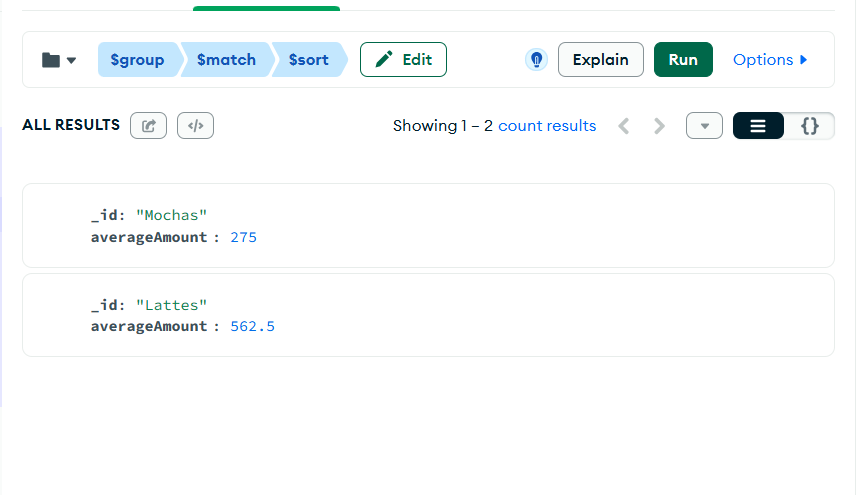 $group $match $sort Edit Explain Run Options
ALL RESULTS </> Showing 1 – 2 count results {}
_id: "Mochas"
averageAmount : 275
_id: "Lattes"
averageAmount : 562.5